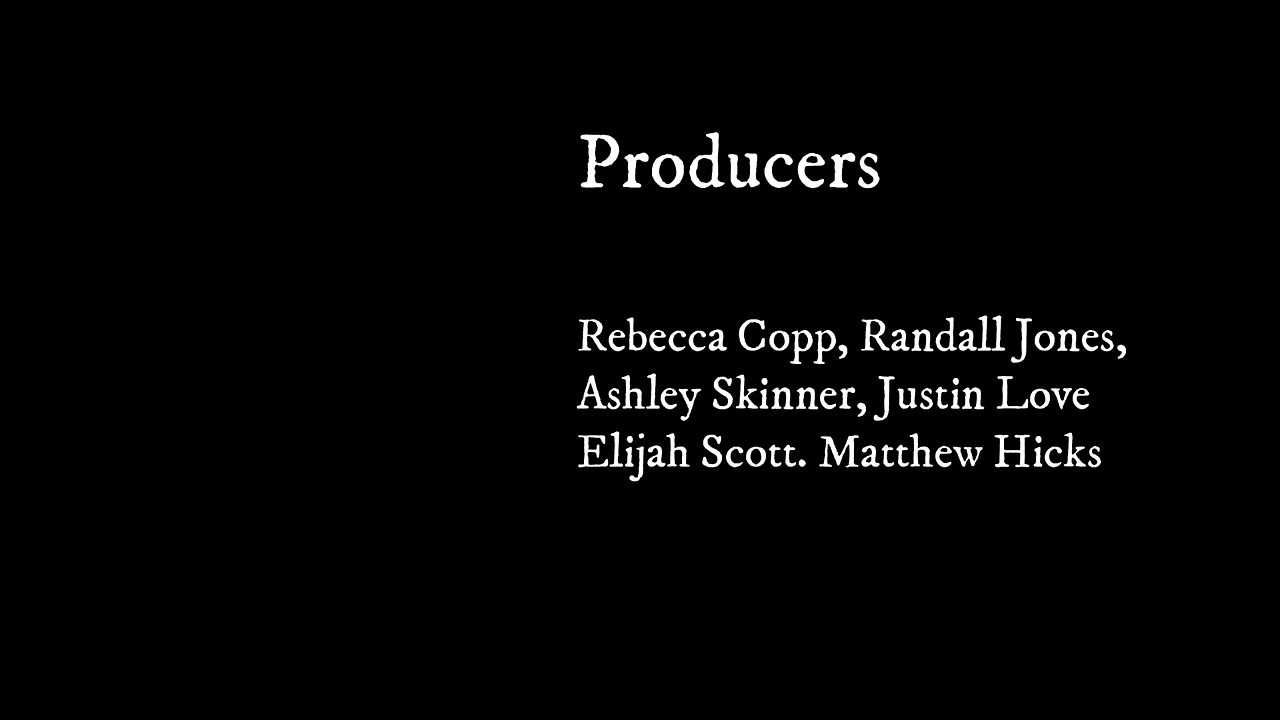 Producers
Rebecca Copp, Randall Jones,
Ashley Skinner, Justin Love
Elijah Scott. Matthew Hicks